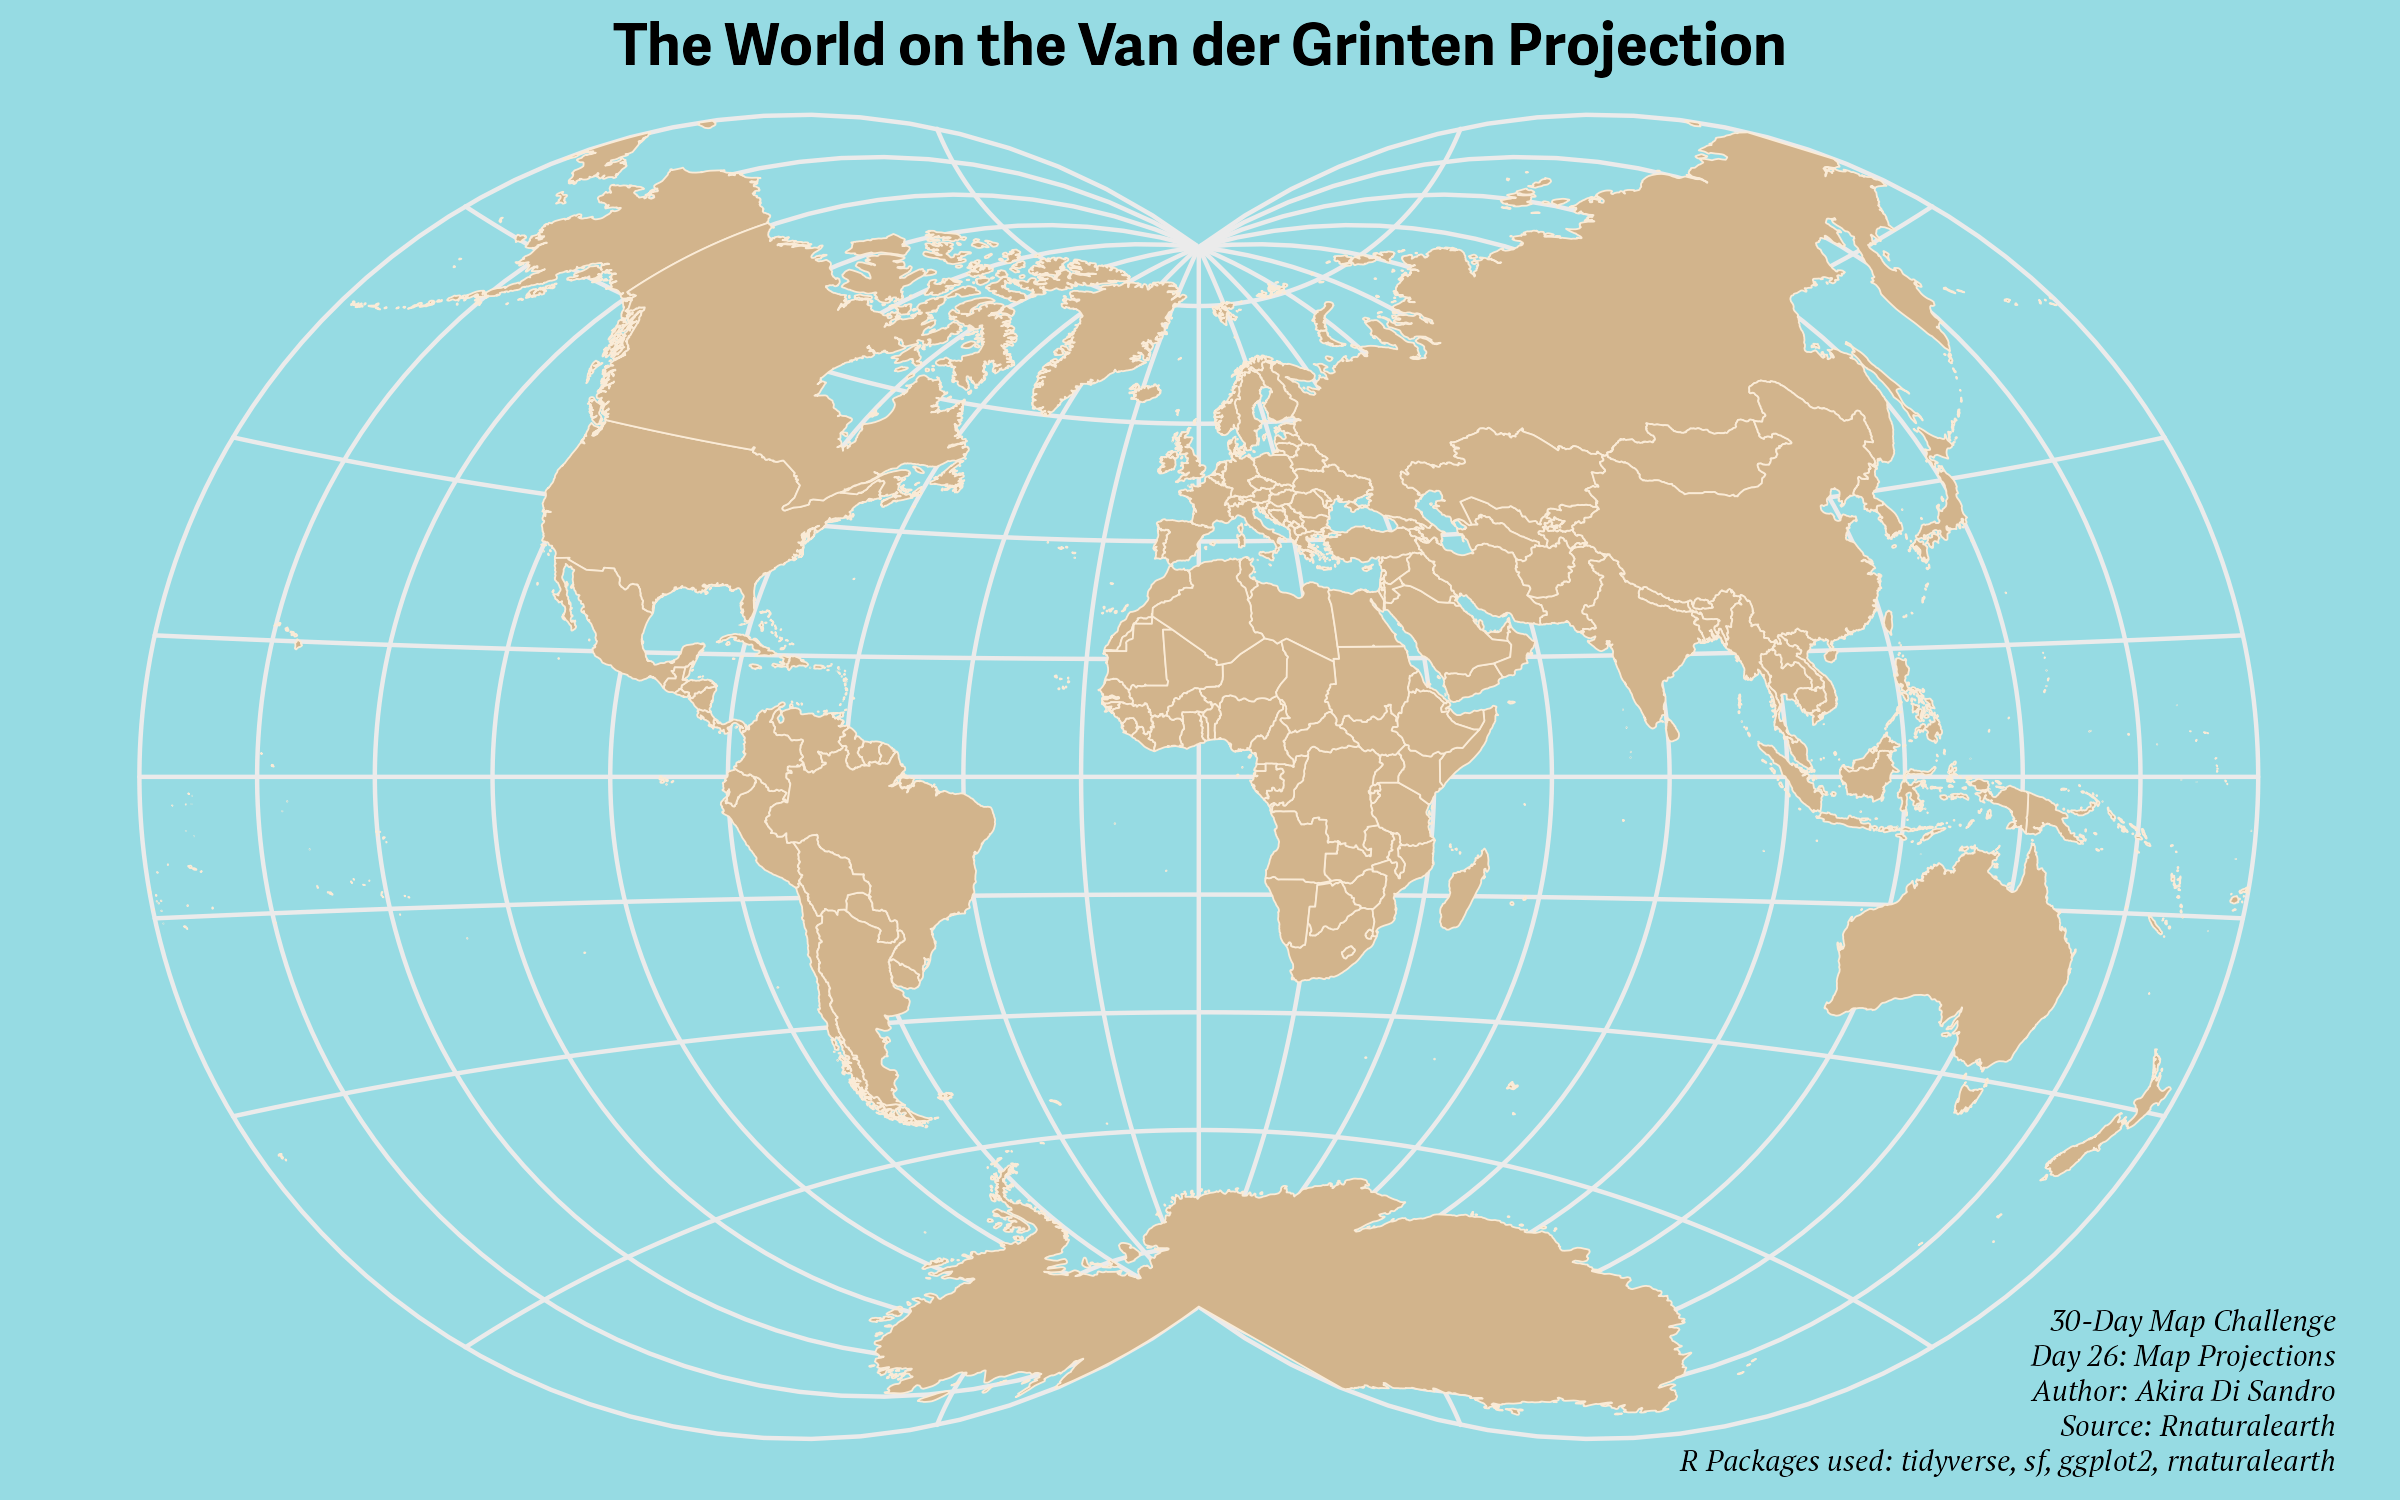 The World on the Van der Grinten Projection
30-Day Map Challenge
Day 26: Map Projections
Author: Akira Di Sandro
Source: Rnaturalearth
R Packages used: tidyverse, sf, ggplot2, rnaturalearth